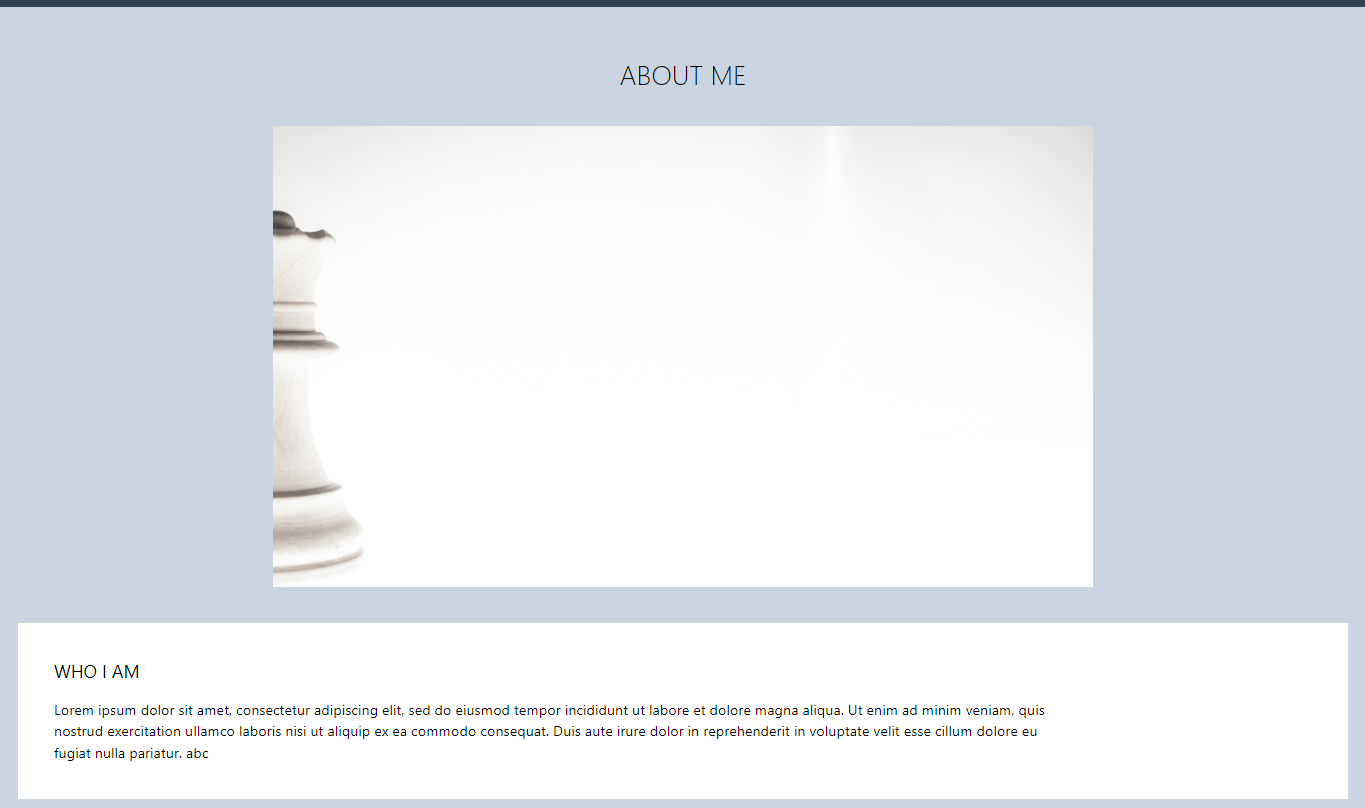 ABOUT ME
WHO I AM
Lorem ipsum dolor sit amet, consectetur adipiscing elit, sed do eiusmod tempor incididunt ut labore et dolore magna aliqua. Ut enim ad minim veniam, quis
nostrud exercitation ullamco laboris nisi ut aliquip ex ea commodo consequat. Duis aute irure dolor in reprehenderit in voluptate velit esse cillum dolore eu
fugiat nulla pariatur. abc